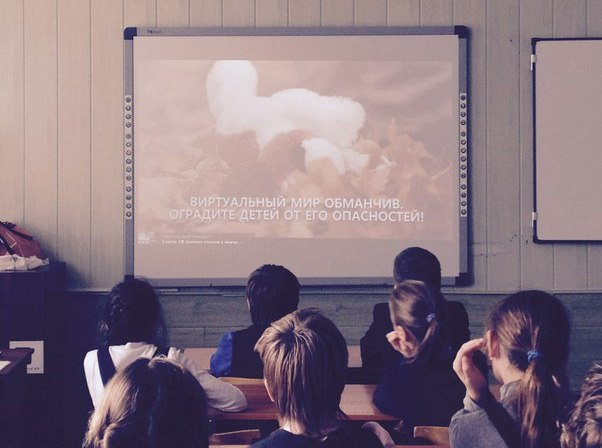 ВИРТУАЛЬНЫЙ МИР ОБМАНЧИВ.
ОГРАДИТЕ ДЕТЕЙ ОТ ЕГО ОПАСНОСТЕЙ!